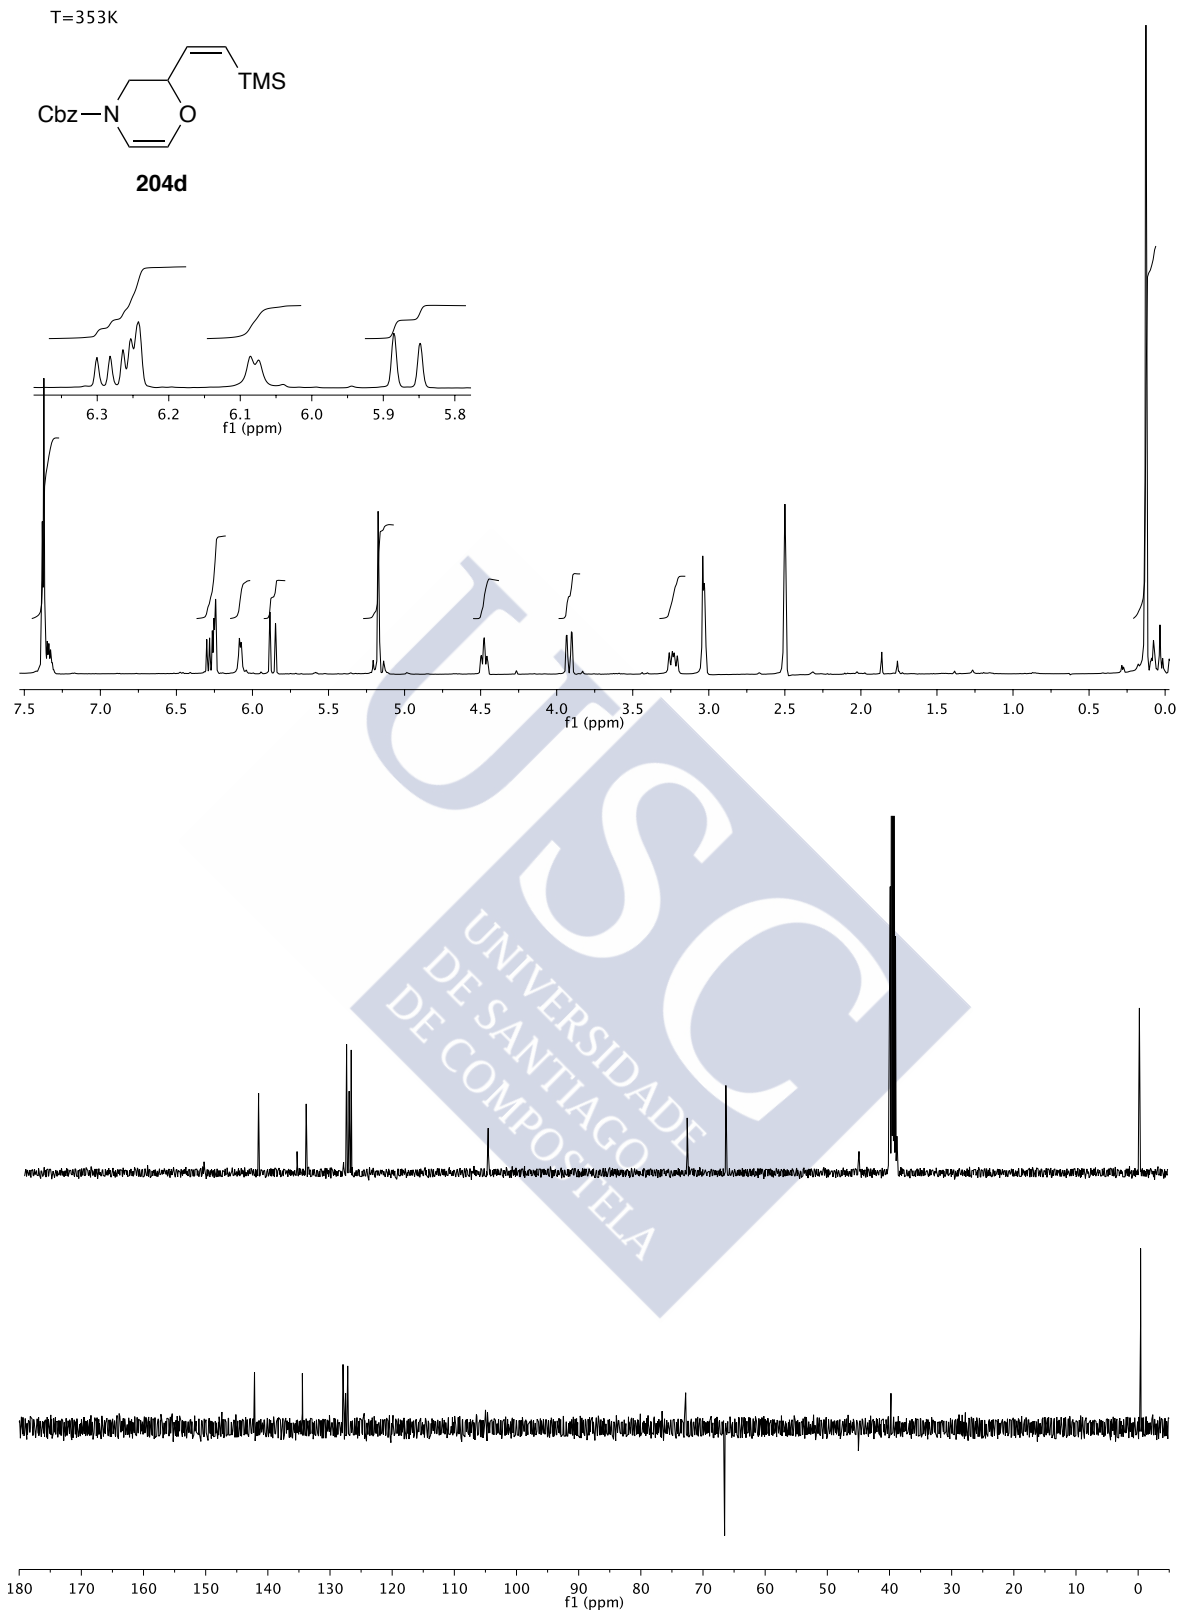 T=353K
TMS
Cbz
N
O
204d
6.3 6.2 6.1 6.0 5.9 5.8
f1 (ppm)
7.5 7.0 6.5 6.0 5.5 5.0 4.5 4.0 3.5 3.0 2.5 2.0 1.5 1.0 0.5 0.0
f1 (ppm)
USC
UNIVERSIDADE
DE SANTIAGO
DE COMPOSTELA
180 170 160 150 140 130 120 110 100 90 80 70 60 50 40 30 20 10 0
f1 (ppm)